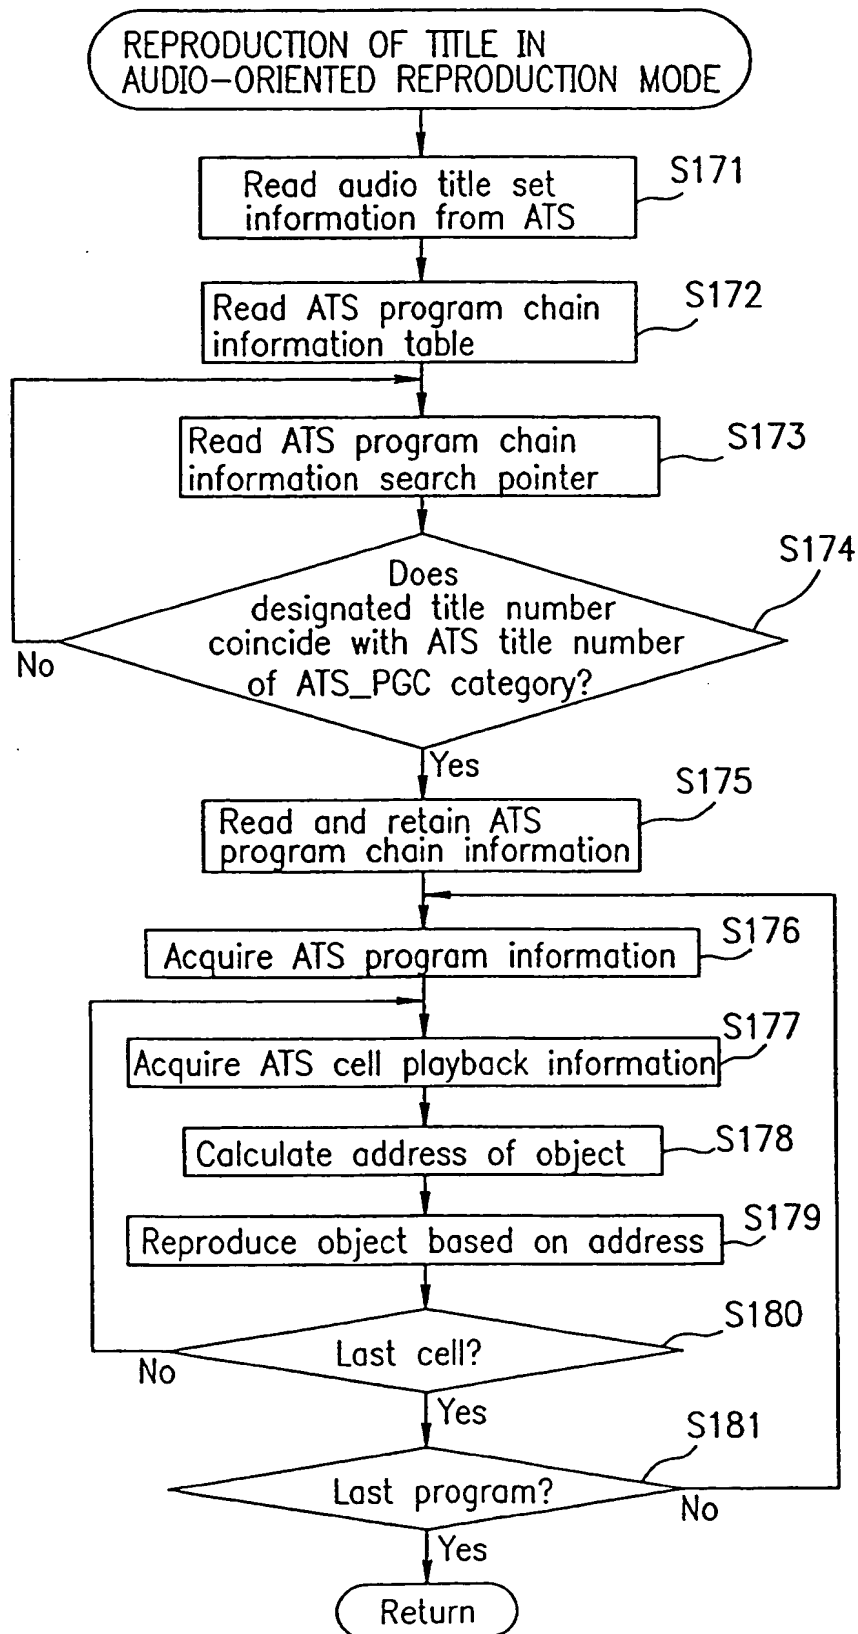 REPRODUCTION OF TITLE IN
AUDIO-ORIENTED REPRODUCTION MODE
S171
Read audio title set
information from ATS
S172
Read ATS program chain
information table
S173
Read ATS program chain
information search pointer
S174
Does
designated title number
coincide with ATS title number
of ATS_PGC category?
No
Yes
S175
Read and retain ATS
program chain information
S176
Acquire ATS program information
S177
Acquire ATS cell playback information
S178
Calculate address of object
S179
Reproduce object based on address
S180
Last cell?
No
Yes
S181
Last program?
No
Yes
Return